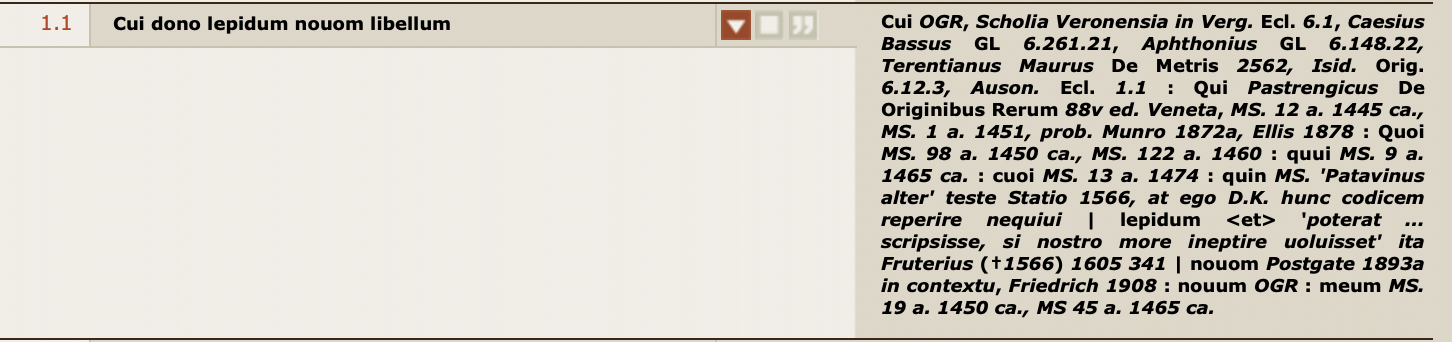 1.1 Cui dono lepidum nouom libellum
Cui OGR, Scholia Veronensia in Verg. Ecl. 6.1, Caesius
Bassus GL 6.261.21, Aphthonius GL 6.148.22,
Terentianus Maurus De Metris 2562, Isid. Orig.
6.12.3, Auson. Ecl. 1.1 : Qui Pastrengicus De
Originibus Rerum 88v ed. Veneta, MS. 12 a. 1445 ca.,
MS. 1 a. 1451, prob. Munro 1872a, Ellis 1878 : Quoi
MS. 98 a. 1450 ca., MS. 122 a. 1460 : quui MS. 9 a.
1465 ca. : cuoi MS. 13 a. 1474 : quin MS. 'Patavinus
alter' teste Statio 1566, at ego D.K. hunc codicem
reperire nequiui | lepidum <et> 'poterat ...
scripsisse, si nostro more ineptire uoluisset' ita
Fruterius (†1566) 1605 341 | nouom Postgate 1893a
in contextu, Friedrich 1908 : nouum OGR : meum MS.
19 a. 1450 ca., MS 45 a. 1465 ca.